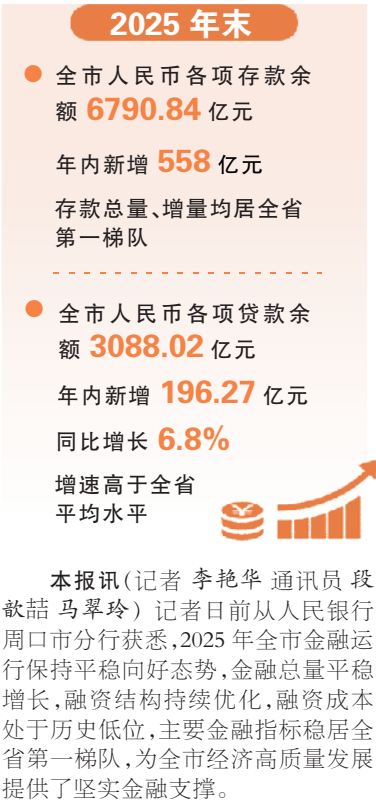 2025 年末
全市人民币各项存款余
额 6790.84 亿元
年内新增 558 亿元
存款总量、增量均居全省
第一梯队
全市人民币各项贷款余
额 3088.02 亿元
年内新增 196.27 亿元
同比增长 6.8%
增速高于全省
平均水平
¥
本报讯(记者 李艳华 通讯员 段
歆喆 马翠玲) 记者日前从人民银行
周口市分行获悉,2025 年全市金融运
行保持平稳向好态势,金融总量平稳
增长,融资结构持续优化,融资成本
处于历史低位,主要金融指标稳居全
省第一梯队,为全市经济高质量发展
提供了坚实金融支撑。